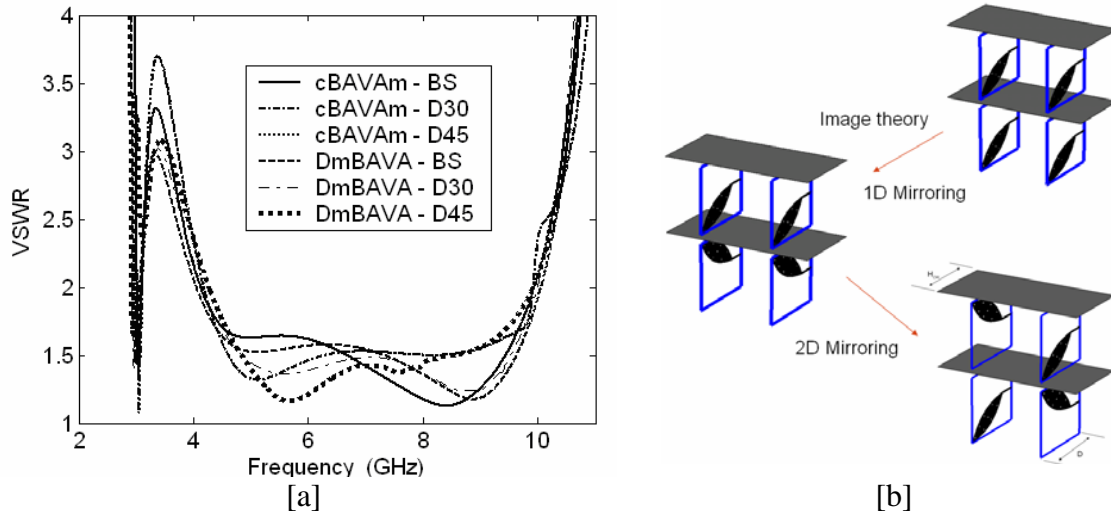 4
3.5
3
2.5
2
1.5
1
VSWR
cBAVAm - BS
cBAVAm - D30
cBAVAm - D45
DmBAVA - BS
DmBAVA - D30
DmBAVA - D45
2
4
6
8
10
Frequency (GHz)
[a]
Image theory
1D Mirroring
2D Mirroring
D
[b]